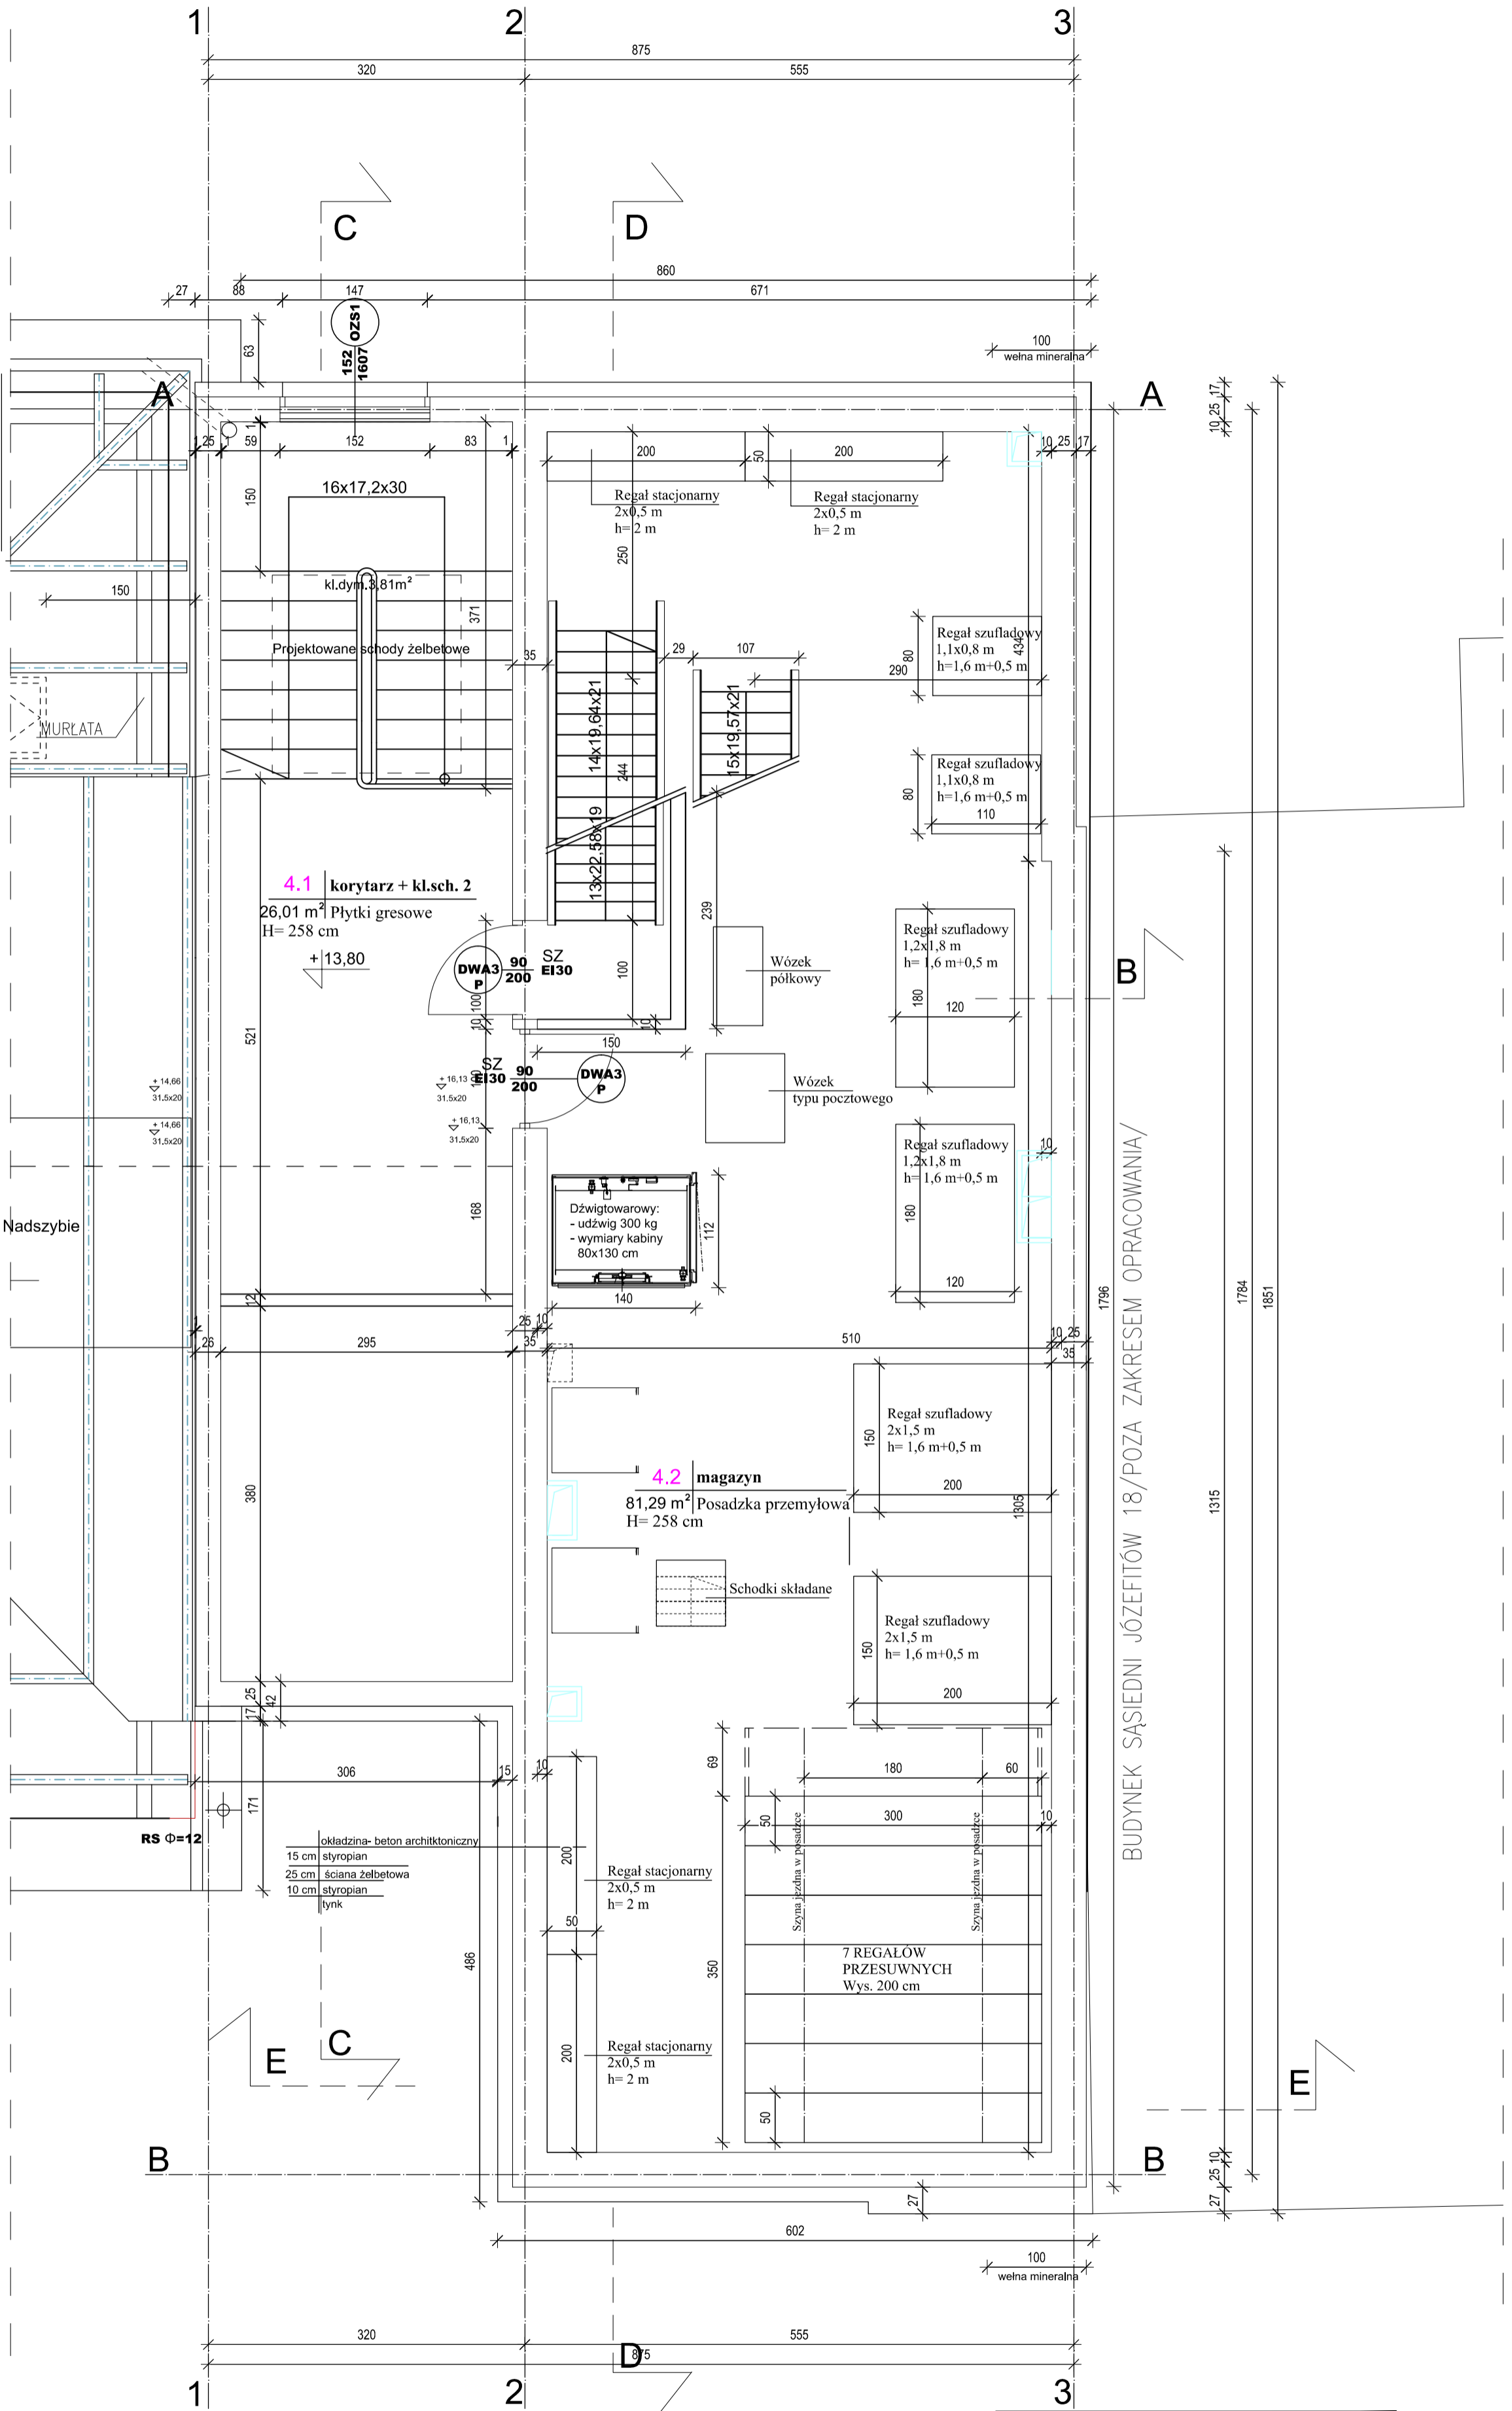 1
2
3
875
320
555
C
D
860
27
88
147
671
OZS1
152
1607
63
100
wełna mineralna
A
A
17
25
10
1
25
1
59
152
83
1
200
50
200
10
25
17
150
16x17,2x30
Regał stacjonarny
2x0,5 m
h= 2 m
Regał stacjonarny
2x0,5 m
h= 2 m
250
kl.dym.3,81m²
150
371
Projektowane schody żelbetowe
35
29
107
290
80
Regał szufladowy
1,1x0,8 m
h=1,6 m+0,5 m
434
MURŁATA
14x19,64x21
15x19,57x21
244
13x22,58x19
80
Regał szufladowy
1,1x0,8 m
h=1,6 m+0,5 m
110
4.1 korytarz + kl.sch. 2
26,01 m² Płytki gresowe
H= 258 cm
+13,80
239
DWA3
P
90
200
SZ
EI30
100
100
10
10
Wózek
półkowy
Regał szufladowy
1,2x1,8 m
h= 1,6 m+0,5 m
180
120
B
521
150
SZ
EI30
90
200
DWA3
P
100
+ 14,66
31.5x20
+ 14,66
31,5x20
+ 16,13
31.5x20
+ 16,13
31,5x20
Wózek
typu pocztowego
Regał szufladowy
1,2x1,8 m
h= 1,6 m+0,5 m
180
120
10
Nadszybie
168
Dźwigtowarowy:
- udźwig 300 kg
- wymiary kabiny
80x130 cm
112
140
12
1
26
295
25
10
35
510
10
25
35
1796
1784
1851
1315
BUDYNEK SĄSIEDNI JÓZEFITÓW 18/POZA ZAKRESEM OPRACOWANIA/
Regał szufladowy
2x1,5 m
h= 1,6 m+0,5 m
150
200
380
4.2 magazyn
81,29 m² Posadzka przemyłowa
H= 258 cm
1305
Schodki składane
Regał szufladowy
2x1,5 m
h= 1,6 m+0,5 m
150
200
25
17
42
306
15
10
69
180
60
300
10
50
171
RS Φ=12
okładzina- beton architktoniczny
15 cm styropian
25 cm ściana żelbetowa
10 cm styropian
tynk
200
Regał stacjonarny
2x0,5 m
h= 2 m
50
Szyna jezdna w posadzce
Szyna jezdna w posadzce
7 REGAŁÓW
PRZESUWNYCH
Wys. 200 cm
350
486
200
Regał stacjonarny
2x0,5 m
h= 2 m
50
E
C
E
B
B
10
25
27
27
602
100
wełna mineralna
320
555
D
875
1
2
3